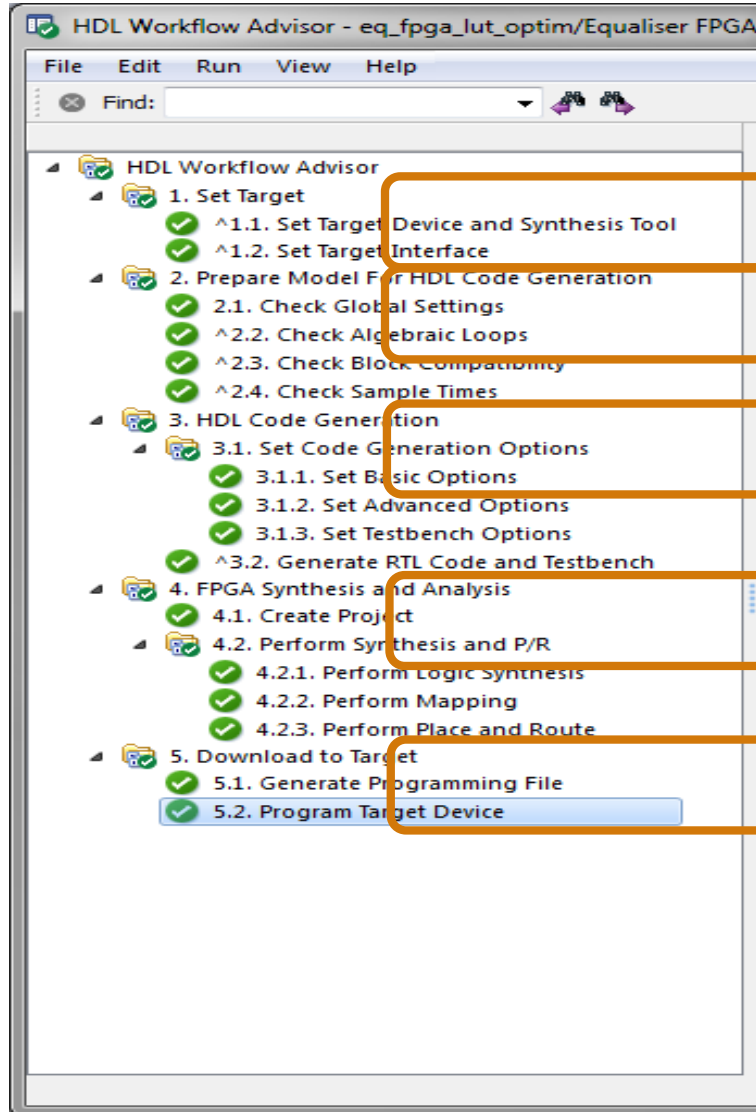 HDL Workflow Advisor - eq_fpga_lut_optim/Equaliser FPGA
File Edit Run View Help
Find:
HDL Workflow Advisor
1. Set Target
^1.1. Set Target Device and Synthesis Tool
^1.2. Set Target Interface
2. Prepare Model For HDL Code Generation
2.1. Check Global Settings
^2.2. Check Algebraic Loops
^2.3. Check Block Compatibility
^2.4. Check Sample Times
3. HDL Code Generation
3.1. Set Code Generation Options
3.1.1. Set Basic Options
3.1.2. Set Advanced Options
3.1.3. Set Testbench Options
^3.2. Generate RTL Code and Testbench
4. FPGA Synthesis and Analysis
4.1. Create Project
4.2. Perform Synthesis and P/R
4.2.1. Perform Logic Synthesis
4.2.2. Perform Mapping
4.2.3. Perform Place and Route
5. Download to Target
5.1. Generate Programming File
5.2. Program Target Device